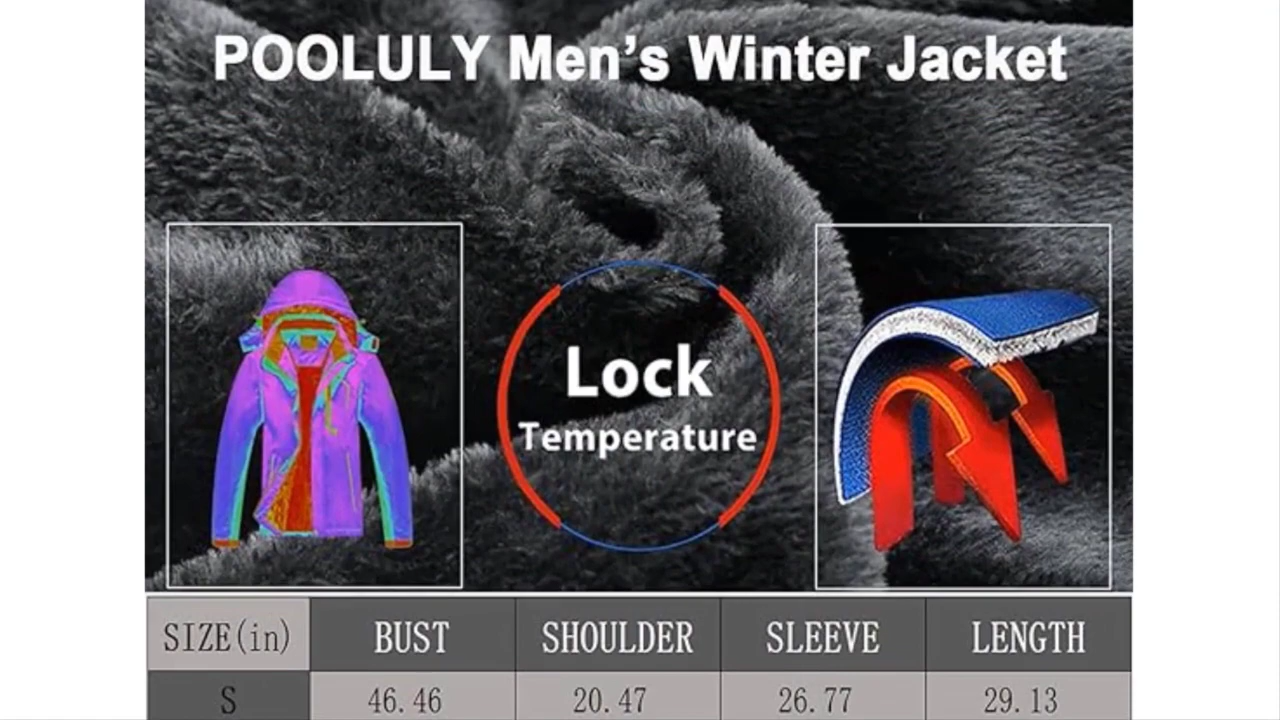 POOLULY Men's Winter Jacket
Lock
Temperature
SIZE(in) BUST SHOULDER SLEEVE LENGTH
S 46.46 20.47 26.77 29.13